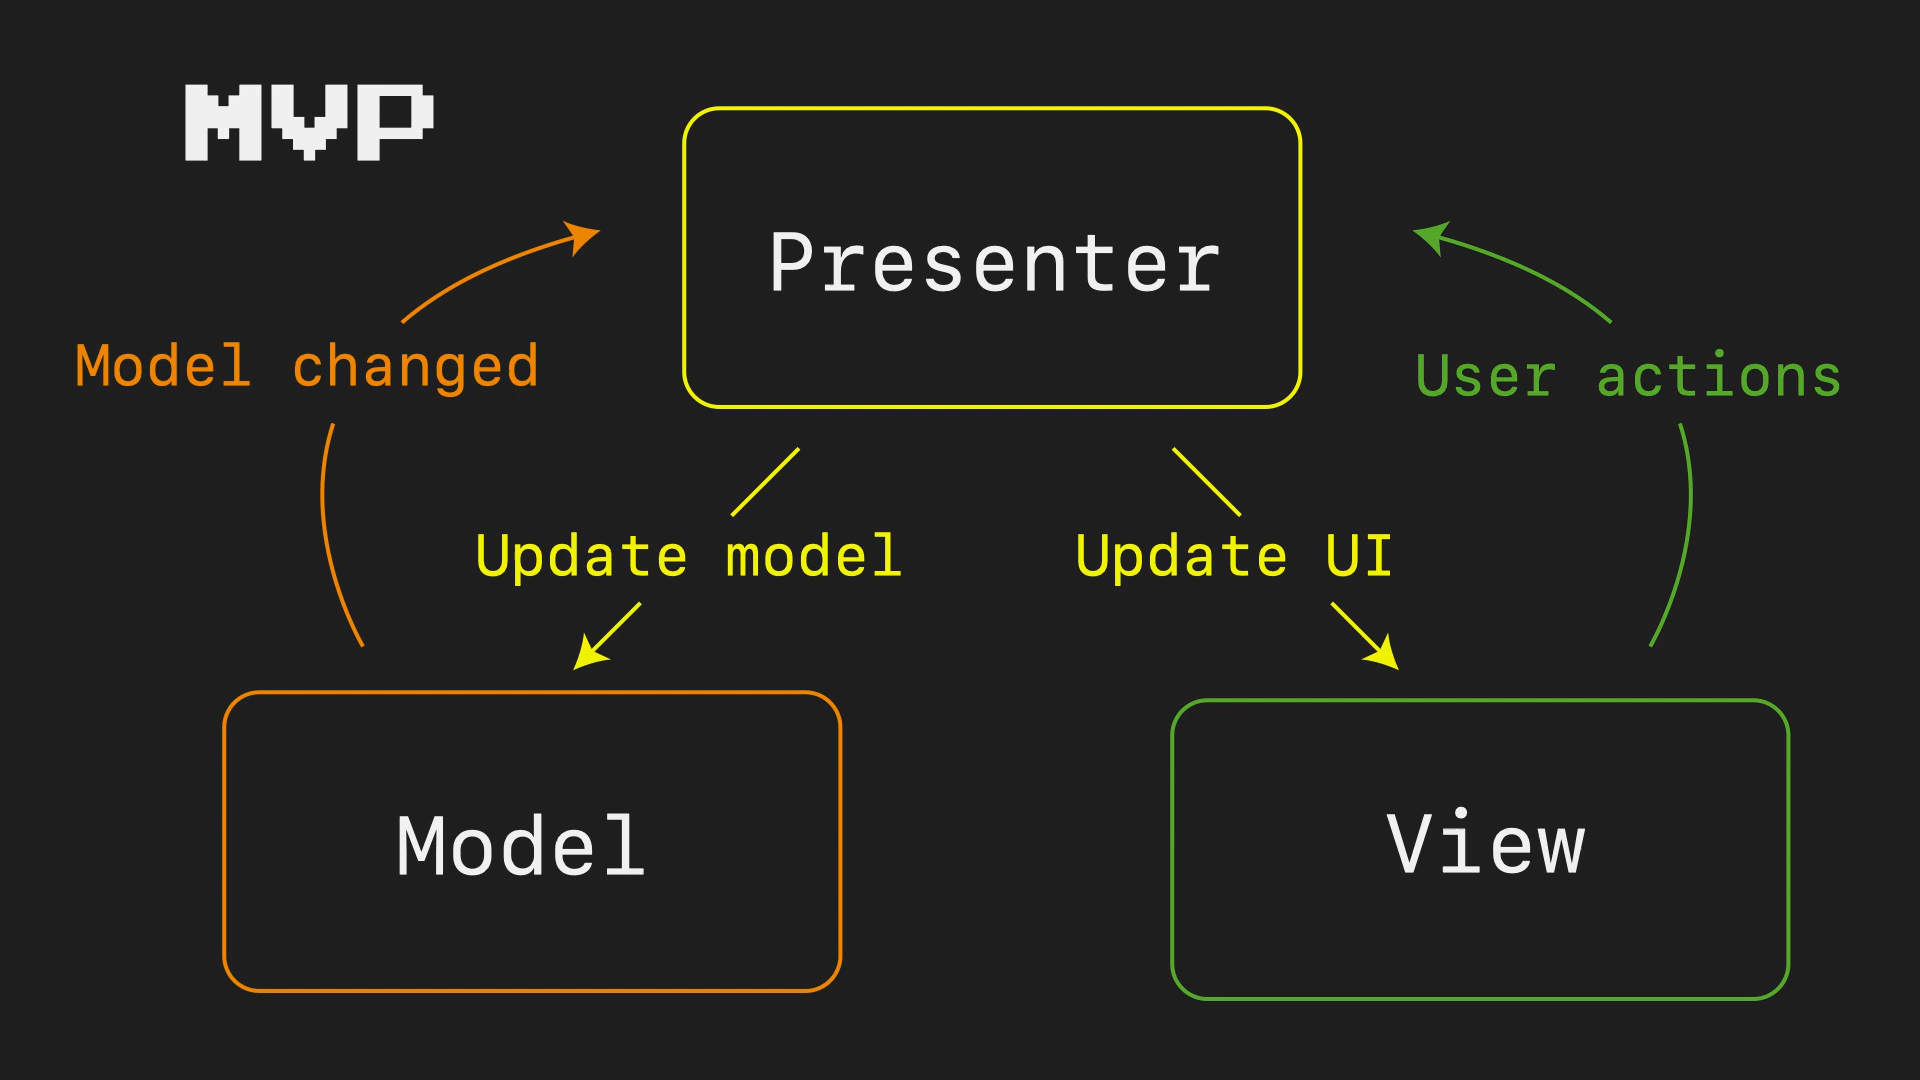 MVP
Presenter
Model changed
User actions
Update model
Update UI
Model
View